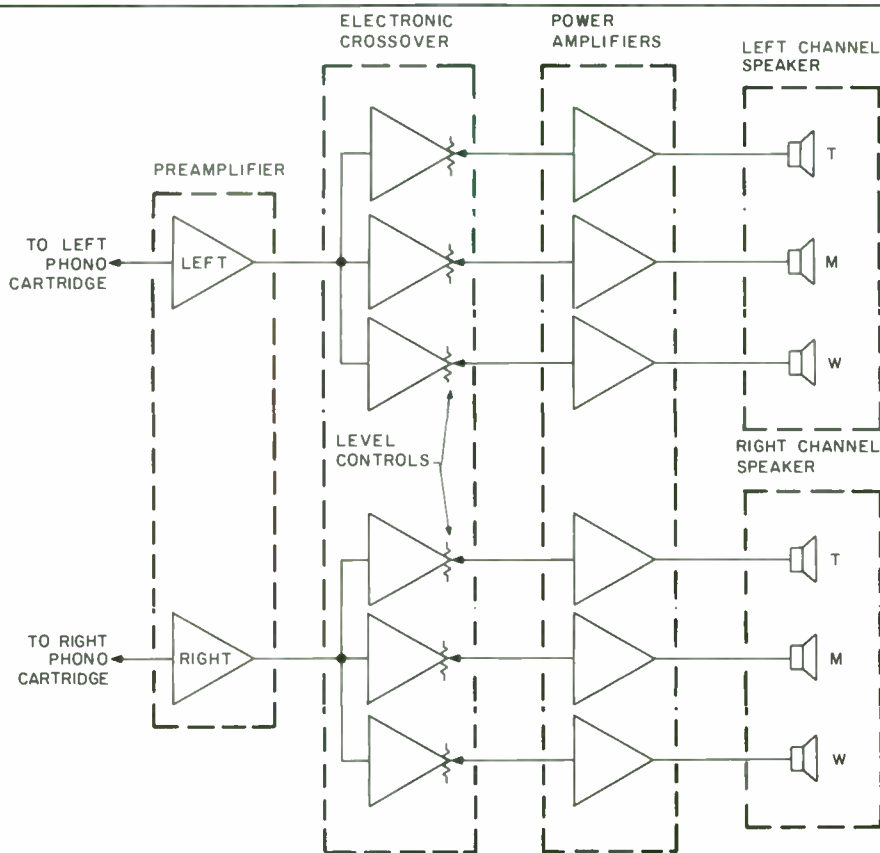 ELECTRONIC
CROSSOVER
POWER
AMPLIFIERS
LEFT CHANNEL
SPEAKER
PREAMPLIFIER
T
TO LEFT
PHONO
CARTRIDGE
LEFT
M
W
LEVEL
CONTROLS
RIGHT CHANNEL
SPEAKER
T
TO RIGHT
PHONO
CARTRIDGE
RIGHT
M
W